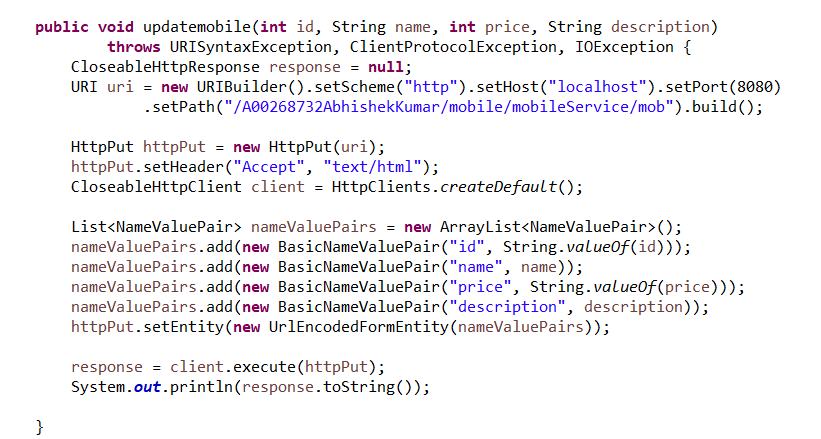 public void updatemobile(int id, String name, int price, String description)
throws URISyntaxException, ClientProtocolException, IOException {
CloseableHttpResponse response = null;
URI uri = new URIBuilder().setScheme("http").setHost("localhost").setPort(8080)
.setPath("/A00268732AbhishekKumar/mobile/mobileService/mob").build();
HttpPut httpPut = new HttpPut(uri);
httpPut.setHeader("Accept", "text/html");
CloseableHttpClient client = HttpClients.createDefault();
List<NameValuePair> nameValuePairs = new ArrayList<NameValuePair>();
nameValuePairs.add(new BasicNameValuePair("id", String.valueOf(id)));
nameValuePairs.add(new BasicNameValuePair("name", name));
nameValuePairs.add(new BasicNameValuePair("price", String.valueOf(price)));
nameValuePairs.add(new BasicNameValuePair("description", description));
httpPut.setEntity(new UrlEncodedFormEntity(nameValuePairs));
response = client.execute(httpPut);
System.out.println(response.toString());
}